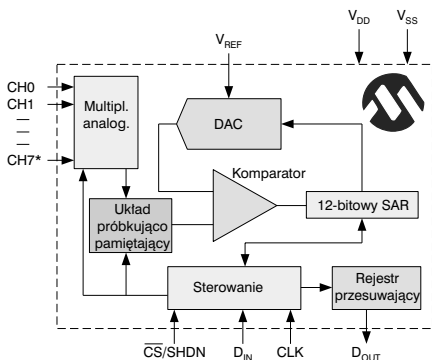 V_DD V_SS
V_REF
CH0
CH1
CH7*
Multipl.
analog.
DAC
Komparator
Układ
próbkująco
pamiętający
12-bitowy SAR
Sterowanie
Rejestr
przesuwający
C̅S̅/SHDN D_IN CLK D_OUT